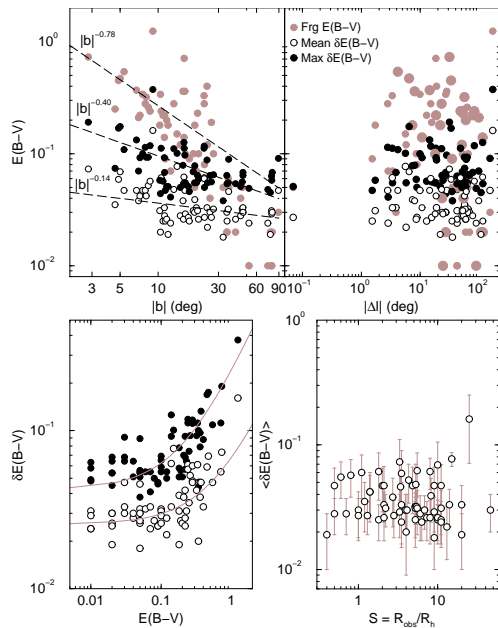 10⁰
10⁻¹
10⁻²
E(B−V)
|b|⁻⁰·⁷⁸
|b|⁻⁰·⁴⁰
|b|⁻⁰·¹⁴
Frg E(B−V)
Mean δE(B−V)
Max δE(B−V)
3 5 10 30 60 90
|b| (deg)
10⁻¹ 10⁰ 10¹ 10²
|Δl| (deg)
10⁰
10⁻¹
10⁻²
δE(B−V)
0.01 0.1 1
E(B−V)
10⁰
10⁻¹
10⁻²
<δE(B−V)>
1 10
S = R_obs/R_h